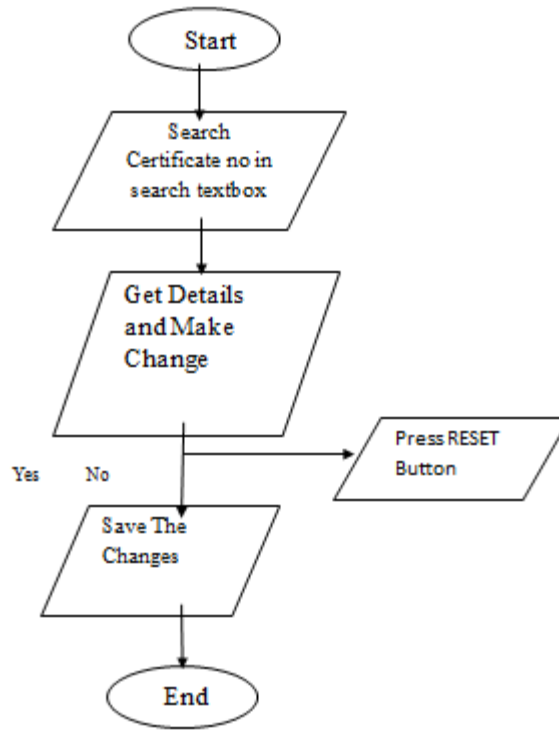 Start
Search
Certificate no in
search textbox
Get Details
and Make
Change
Press RESET
Button
Yes No
Save The
Changes
End